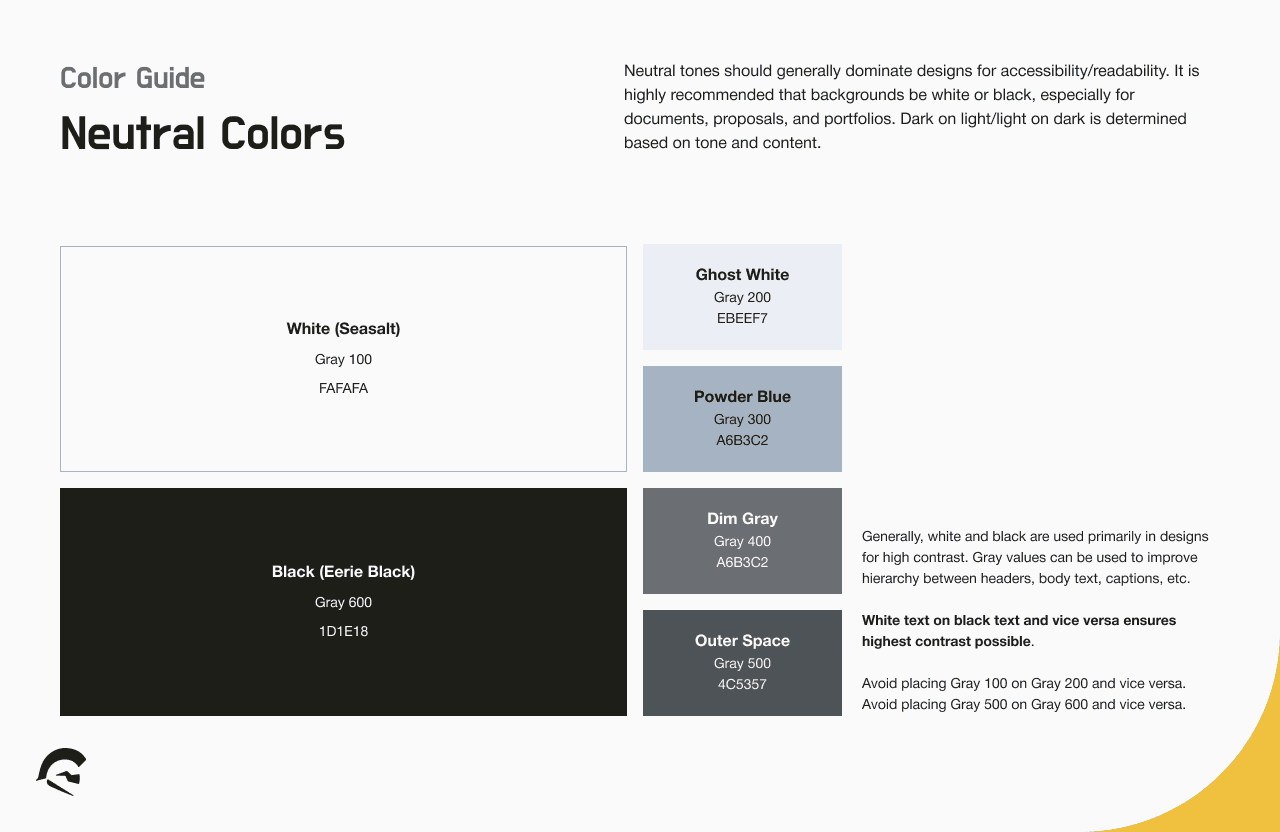 Color Guide
Neutral Colors
Neutral tones should generally dominate designs for accessibility/readability. It is
highly recommended that backgrounds be white or black, especially for
documents, proposals, and portfolios. Dark on light/light on dark is determined
based on tone and content.
White (Seasalt)
Gray 100
FAFAFA
Black (Eerie Black)
Gray 600
1D1E18
Ghost White
Gray 200
EBEEF7
Powder Blue
Gray 300
A6B3C2
Dim Gray
Gray 400
A6B3C2
Outer Space
Gray 500
4C5357
Generally, white and black are used primarily in designs
for high contrast. Gray values can be used to improve
hierarchy between headers, body text, captions, etc.
White text on black text and vice versa ensures
highest contrast possible.
Avoid placing Gray 100 on Gray 200 and vice versa.
Avoid placing Gray 500 on Gray 600 and vice versa.